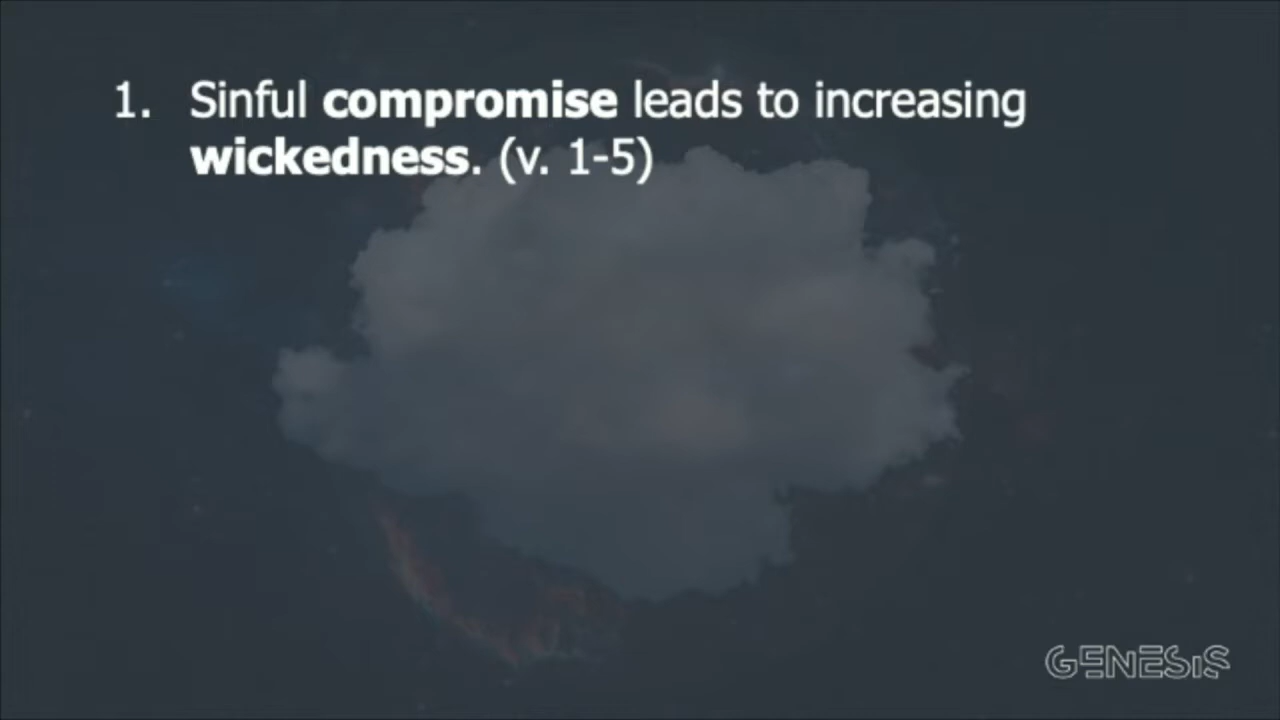 1. Sinful compromise leads to increasing
wickedness. (v. 1-5)
GENESIS